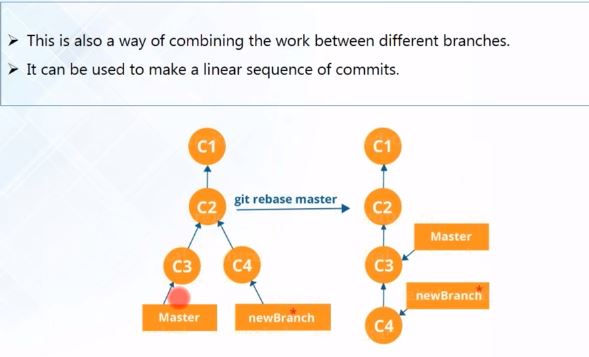 ➢ This is also a way of combining the work between different branches.
➢ It can be used to make a linear sequence of commits.
C1
C1
C2
git rebase master
C2
Master
C3
C4
C3
newBranch*
Master
newBranch*
C4